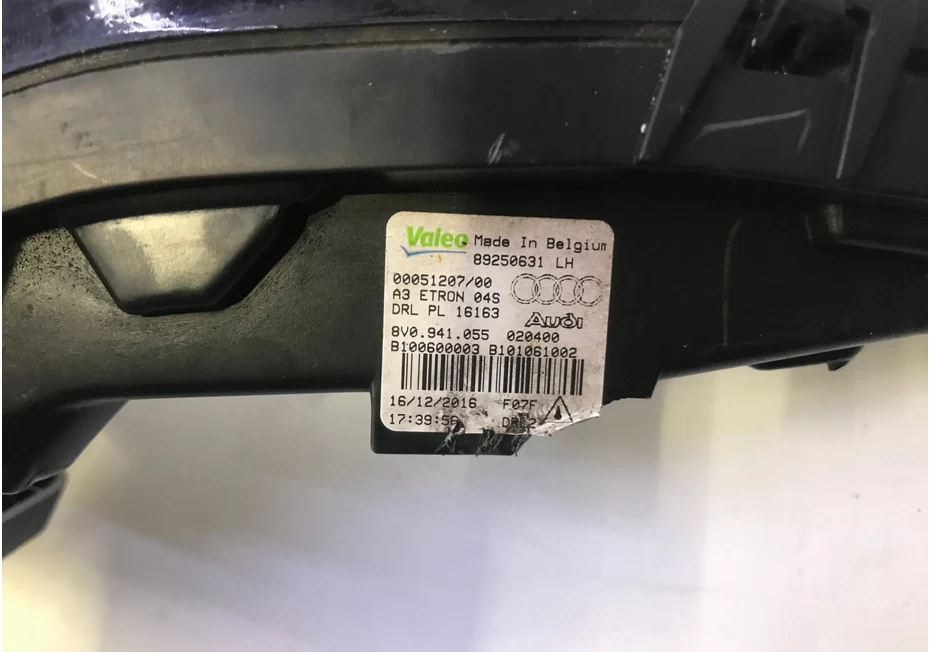 Valeo Made In Belgium
89250631 LH
00051207/00
A3 ETRON 04S
DRL PL 16163
Audi
8V0.941.055 020400
B100600003 B101061002
16/12/2016 F07F